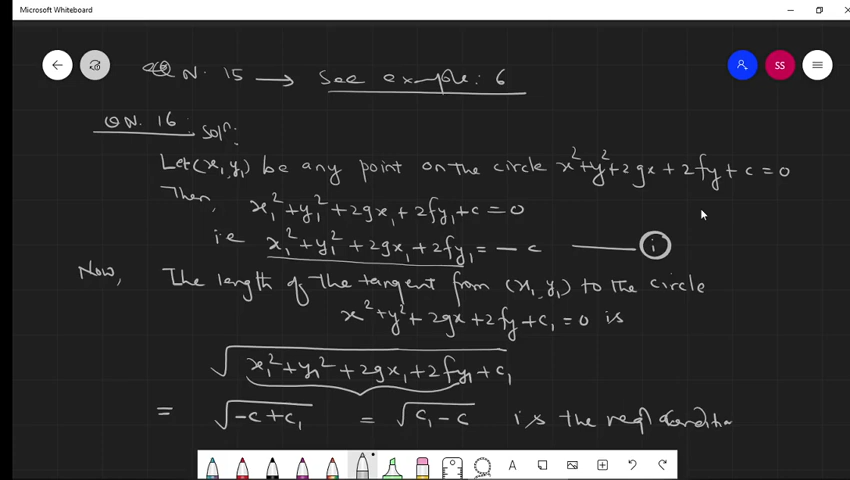 Microsoft Whiteboard
SS
Q N. 15 → See example: 6
QN. 16 : Solⁿ:
Let (x₁, y₁) be any point on the circle x²+y²+2gx+2fy+c=0
Then, x₁²+y₁²+2gx₁+2fy₁+c=0
i.e x₁²+y₁²+2gx₁+2fy₁=-c —— i
Now, The length of the tangent from (x₁, y₁) to the circle
x²+y²+2gx+2fy+c₁=0 is
√(x₁²+y₁²+2gx₁+2fy₁+c₁)
= √(-c+c₁) = √(c₁-c) is the reqd condition
A